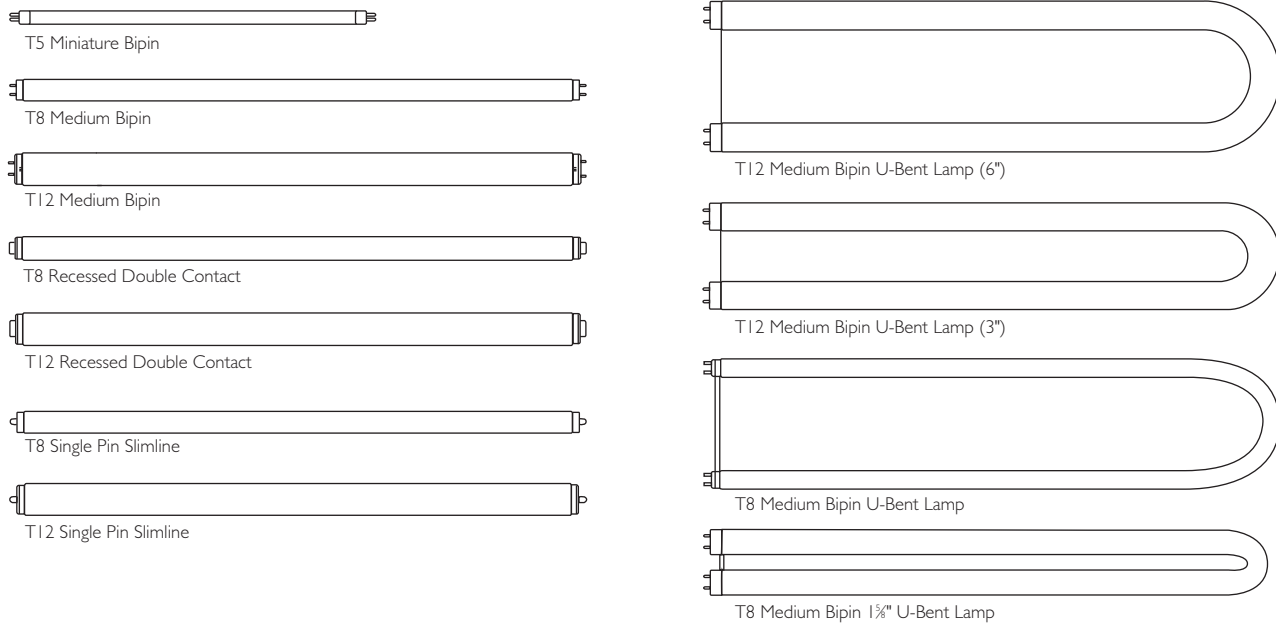 T5 Miniature Bipin
T8 Medium Bipin
T12 Medium Bipin
T8 Recessed Double Contact
T12 Recessed Double Contact
T8 Single Pin Slimline
T12 Single Pin Slimline
T12 Medium Bipin U-Bent Lamp (6")
T12 Medium Bipin U-Bent Lamp (3")
T8 Medium Bipin U-Bent Lamp
T8 Medium Bipin 1⅝" U-Bent Lamp